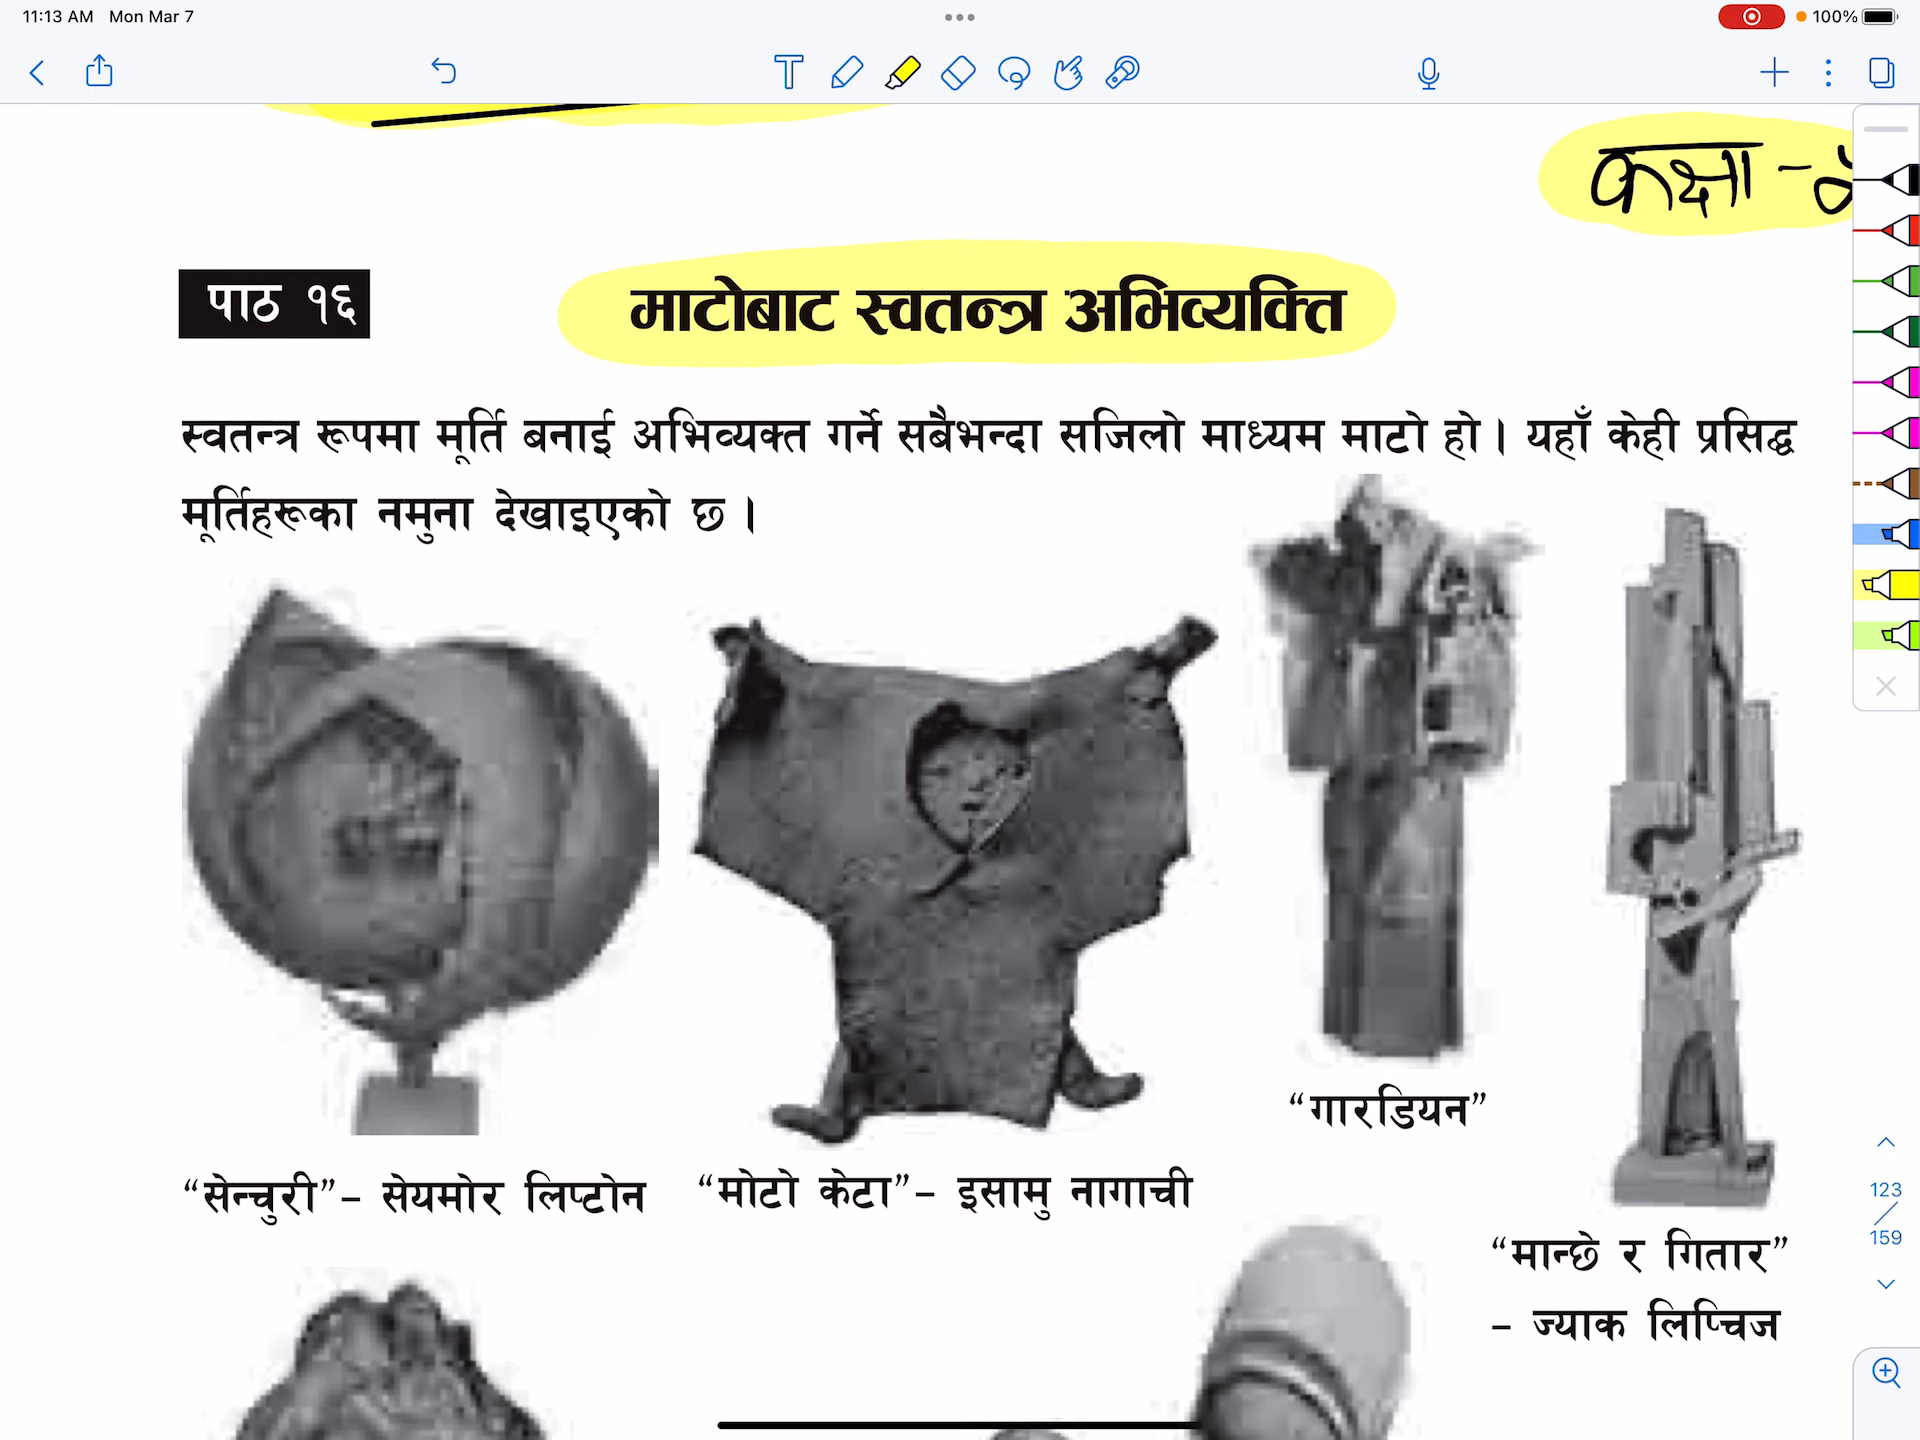 11:13 AM Mon Mar 7
100%
कक्षा -
पाठ १६
माटोबाट स्वतन्त्र अभिव्यक्ति
स्वतन्त्र रूपमा मूर्ति बनाई अभिव्यक्त गर्ने सबैभन्दा सजिलो माध्यम माटो हो । यहाँ केही प्रसिद्ध
मूर्तिहरूका नमुना देखाइएको छ ।
“गारडियन”
“सेन्चुरी”– सेयमोर लिप्टोन
“मोटो केटा”– इसामु नागाची
“मान्छे र गितार”
– ज्याक लिप्चिज
123
159